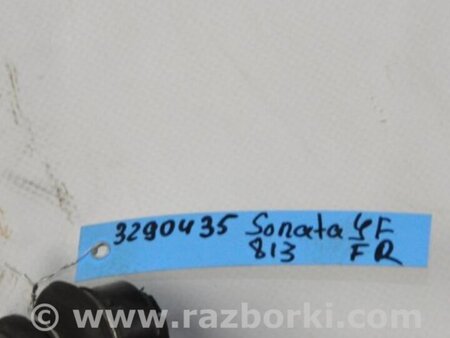 3290435 Sonata YF
813 FR
www.razborki.com